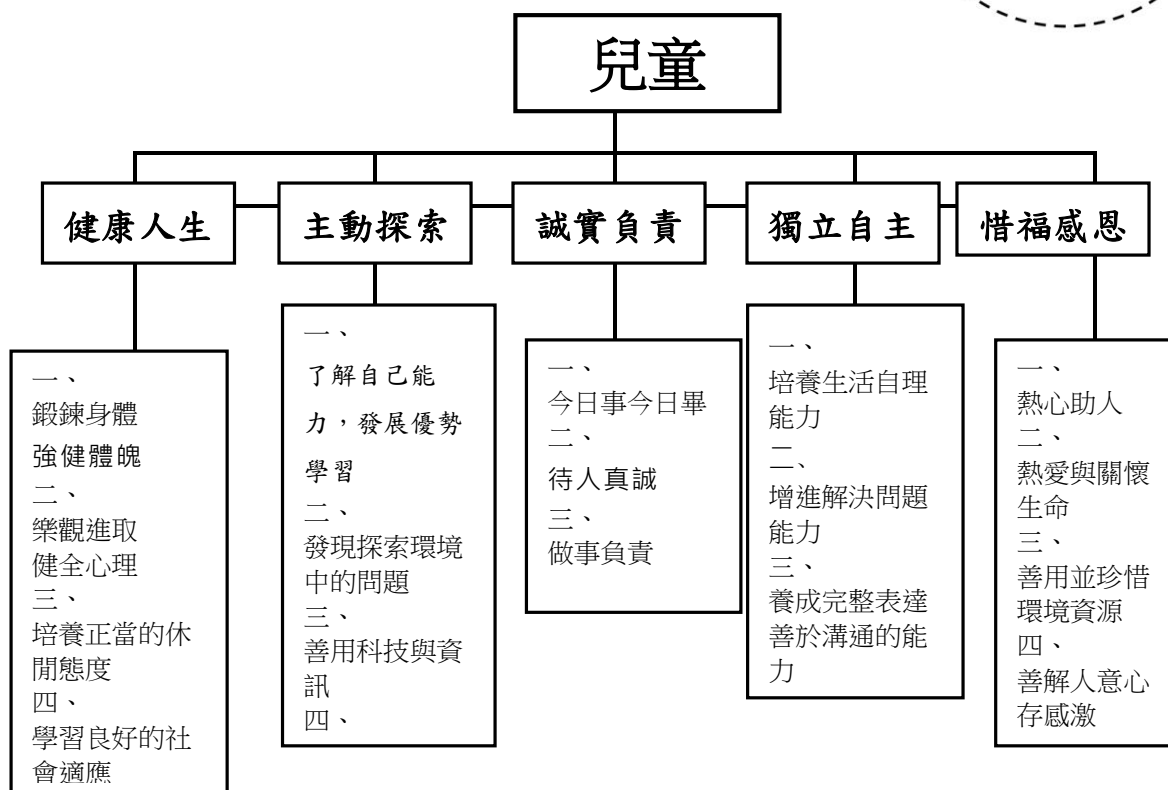 兒童
健康人生
主動探索
誠實負責
獨立自主
惜福感恩
一、
鍛鍊身體
強健體魄
二、
樂觀進取
健全心理
三、
培養正當的休
閒態度
四、
學習良好的社
會適應
一、
了解自己能
力，發展優勢
學習
二、
發現探索環境
中的問題
三、
善用科技與資
訊
四、
一、
今日事今日畢
二、
待人真誠
三、
做事負責
一、
培養生活自理
能力
二、
增進解決問題
能力
三、
養成完整表達
善於溝通的能
力
一、
熱心助人
二、
熱愛與關懷
生命
三、
善用並珍惜
環境資源
四、
善解人意心
存感激